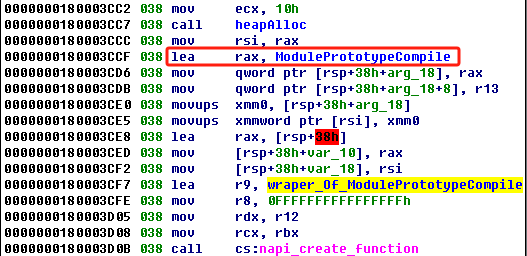 0000000180003CC2 038 mov ecx, 10h
0000000180003CC7 038 call heapAlloc
0000000180003CCC 038 mov rsi, rax
0000000180003CCF 038 lea rax, ModulePrototypeCompile
0000000180003CD6 038 mov qword ptr [rsp+38h+arg_18], rax
0000000180003CDB 038 mov qword ptr [rsp+38h+arg_18+8], r13
0000000180003CE0 038 movups xmm0, [rsp+38h+arg_18]
0000000180003CE5 038 movups xmmword ptr [rsi], xmm0
0000000180003CE8 038 lea rax, [rsp+38h]
0000000180003CED 038 mov [rsp+38h+var_10], rax
0000000180003CF2 038 mov [rsp+38h+var_18], rsi
0000000180003CF7 038 lea r9, wraper_Of_ModulePrototypeCompile
0000000180003CFE 038 mov r8, 0FFFFFFFFFFFFFFFFh
0000000180003D05 038 mov rdx, r12
0000000180003D08 038 mov rcx, rbx
0000000180003D0B 038 call cs:napi_create_function